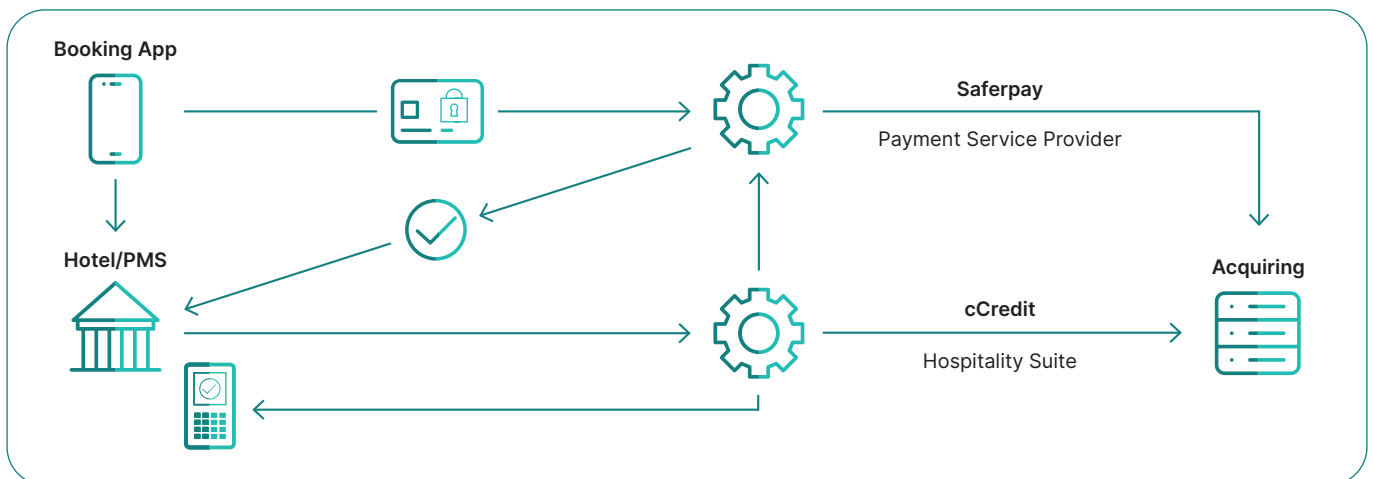 Booking App
Saferpay
Payment Service Provider
Hotel/PMS
Acquiring
cCredit
Hospitality Suite